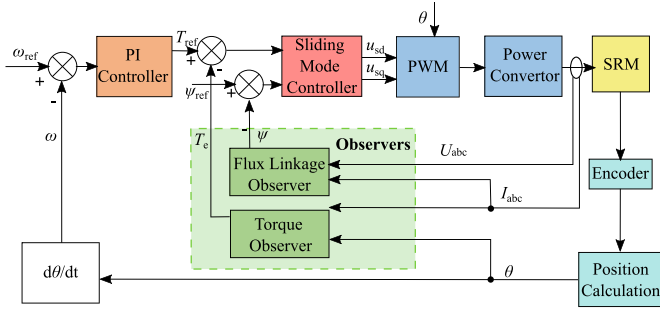 ω_ref
+
-
ω
PI
Controller
T_ref
+
-
ψ_ref
+
-
Sliding
Mode
Controller
u_sd
u_sq
θ
PWM
Power
Convertor
SRM
T_e
ψ
Observers
Flux Linkage
Observer
U_abc
I_abc
Encoder
Torque
Observer
dθ/dt
θ
Position
Calculation